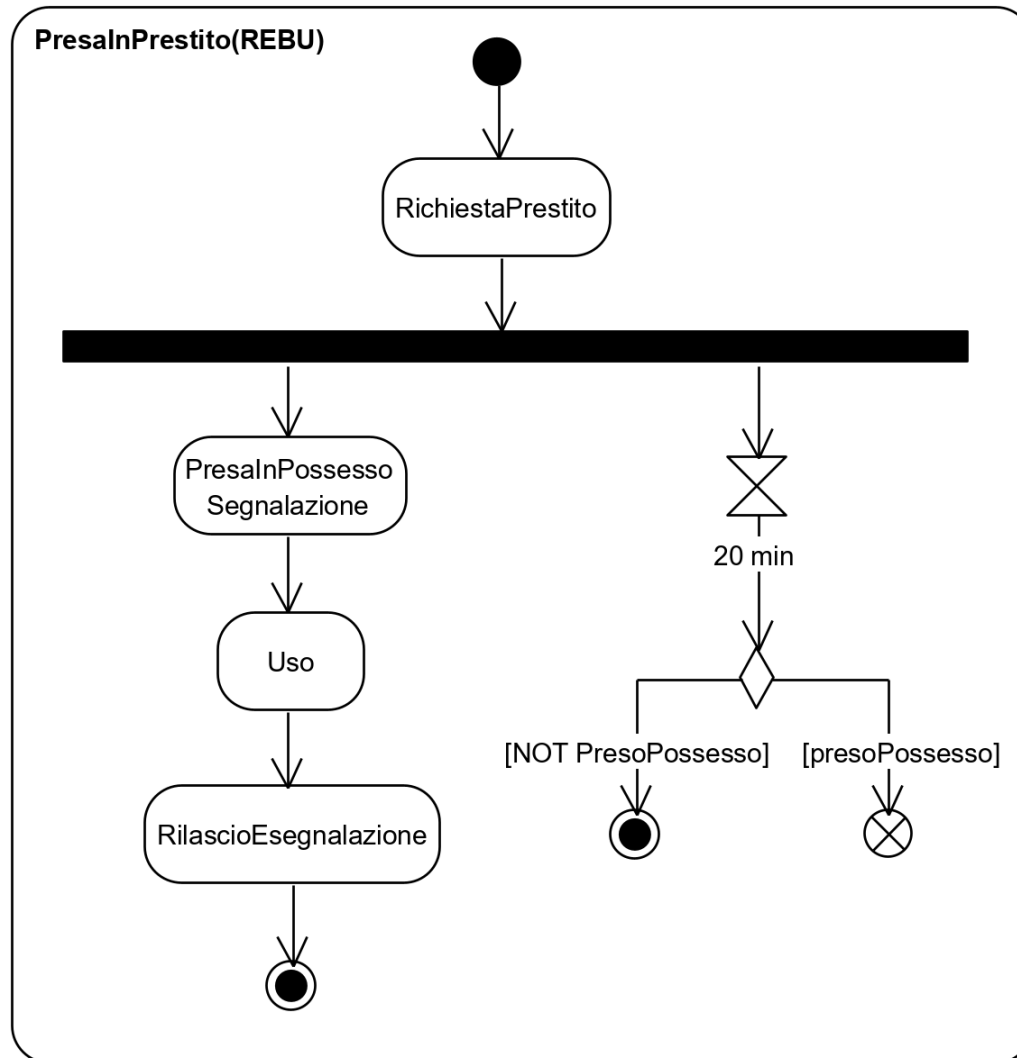 PresaInPrestito(REBU)
RichiestaPrestito
PresaInPossesso
Segnalazione
20 min
Uso
[NOT PresoPossesso]
[presoPossesso]
RilascioEsegnalazione